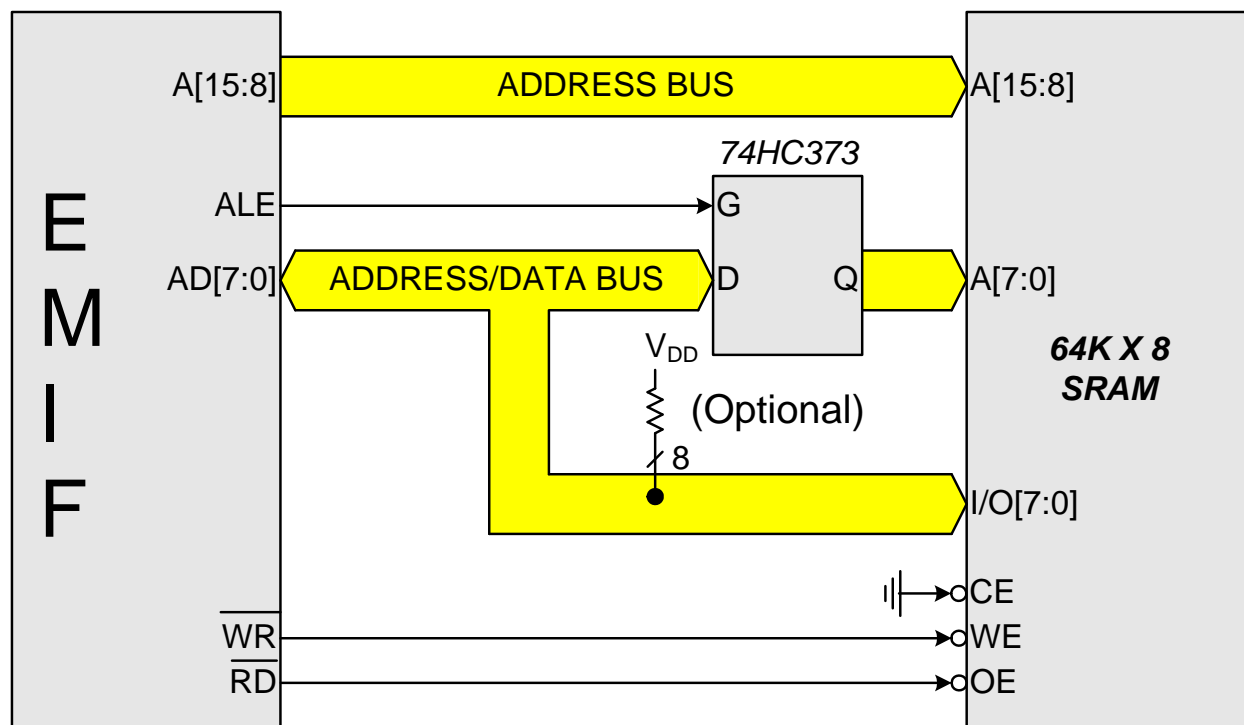 A[15:8] ADDRESS BUS A[15:8]
74HC373
ALE G
AD[7:0] ADDRESS/DATA BUS D Q A[7:0]
E
M
I
F
64K X 8
SRAM
VDD
(Optional)
8
I/O[7:0]
CE
WR WE
RD OE